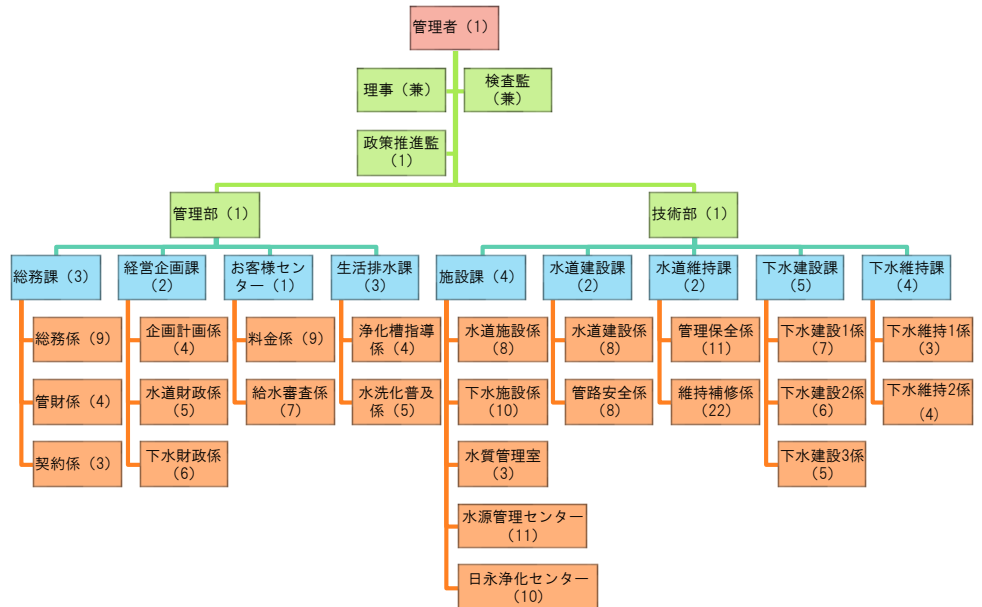 管理者（1）
理事（兼）
検査監
（兼）
政策推進監
（1）
管理部（1）
技術部（1）
総務課（3）
経営企画課
（2）
お客様セン
ター（1）
生活排水課
（3）
施設課（4）
水道建設課
（2）
水道維持課
（2）
下水建設課
（5）
下水維持課
（4）
総務係（9）
企画計画係
（4）
料金係（9）
浄化槽指導
係（4）
水道施設係
（8）
水道建設係
（8）
管理保全係
（11）
下水建設1係
（7）
下水維持1係
（3）
管財係（4）
水道財政係
（5）
給水審査係
（7）
水洗化普及
係（5）
下水施設係
（10）
管路安全係
（8）
維持補修係
（22）
下水建設2係
（6）
下水維持2係
（4）
契約係（3）
下水財政係
（6）
水質管理室
（3）
下水建設3係
（5）
水源管理センター
（11）
日永浄化センター
（10）